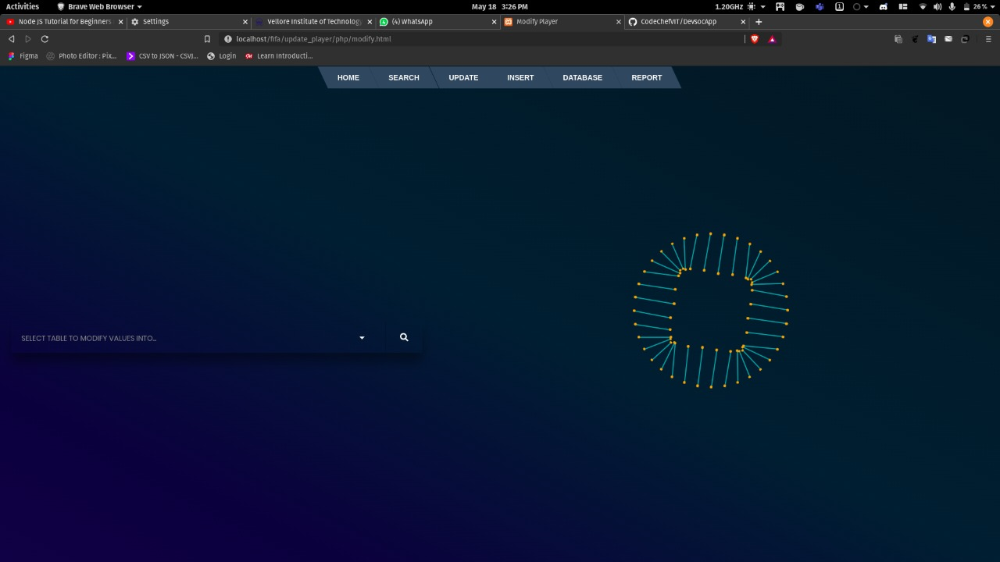 Activities Brave Web Browser May 18 3:26 PM 1.20GHz 26 %
Node JS Tutorial for Beginners Settings Vellore Institute of Technology (4) WhatsApp Modify Player CodeChefVIT/DevsocApp
localhost/fifa/update_player/php/modify.html
Figma Photo Editor : Pix... CSV to JSON - CSVJ... Login Learn Introducti...
HOME SEARCH UPDATE INSERT DATABASE REPORT
SELECT TABLE TO MODIFY VALUES INTO...